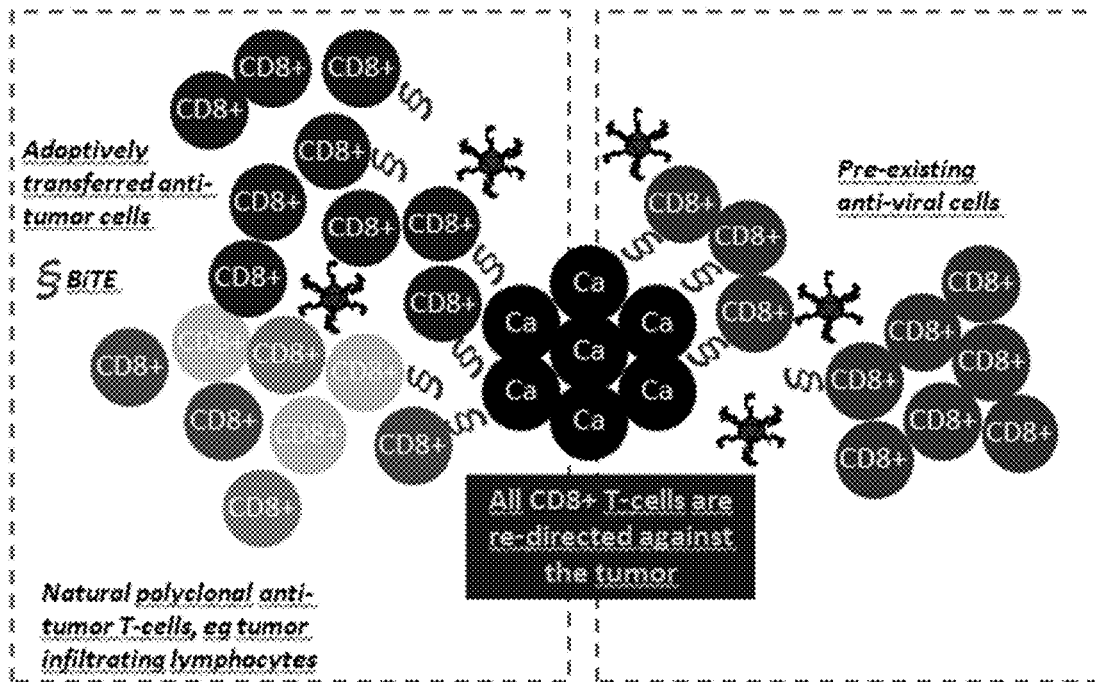 CD8+
CD8+
CD8+
CD8+
Adoptively
transferred anti-
tumor cells
CD8+
CD8+
CD8+
BiTE
CD8+
CD8+
CD8+
CD8+
CD8+
CD8+
CD8+
Natural polyclonal anti-
tumor T-cells, eg tumor
infiltrating lymphocytes
Ca
Ca
Ca
Ca
Ca
Ca
Ca
All CD8+ T-cells are
re-directed against
the tumor
Pre-existing
anti-viral cells
CD8+
CD8+
CD8+
CD8+
CD8+
CD8+
CD8+
CD8+
CD8+
CD8+